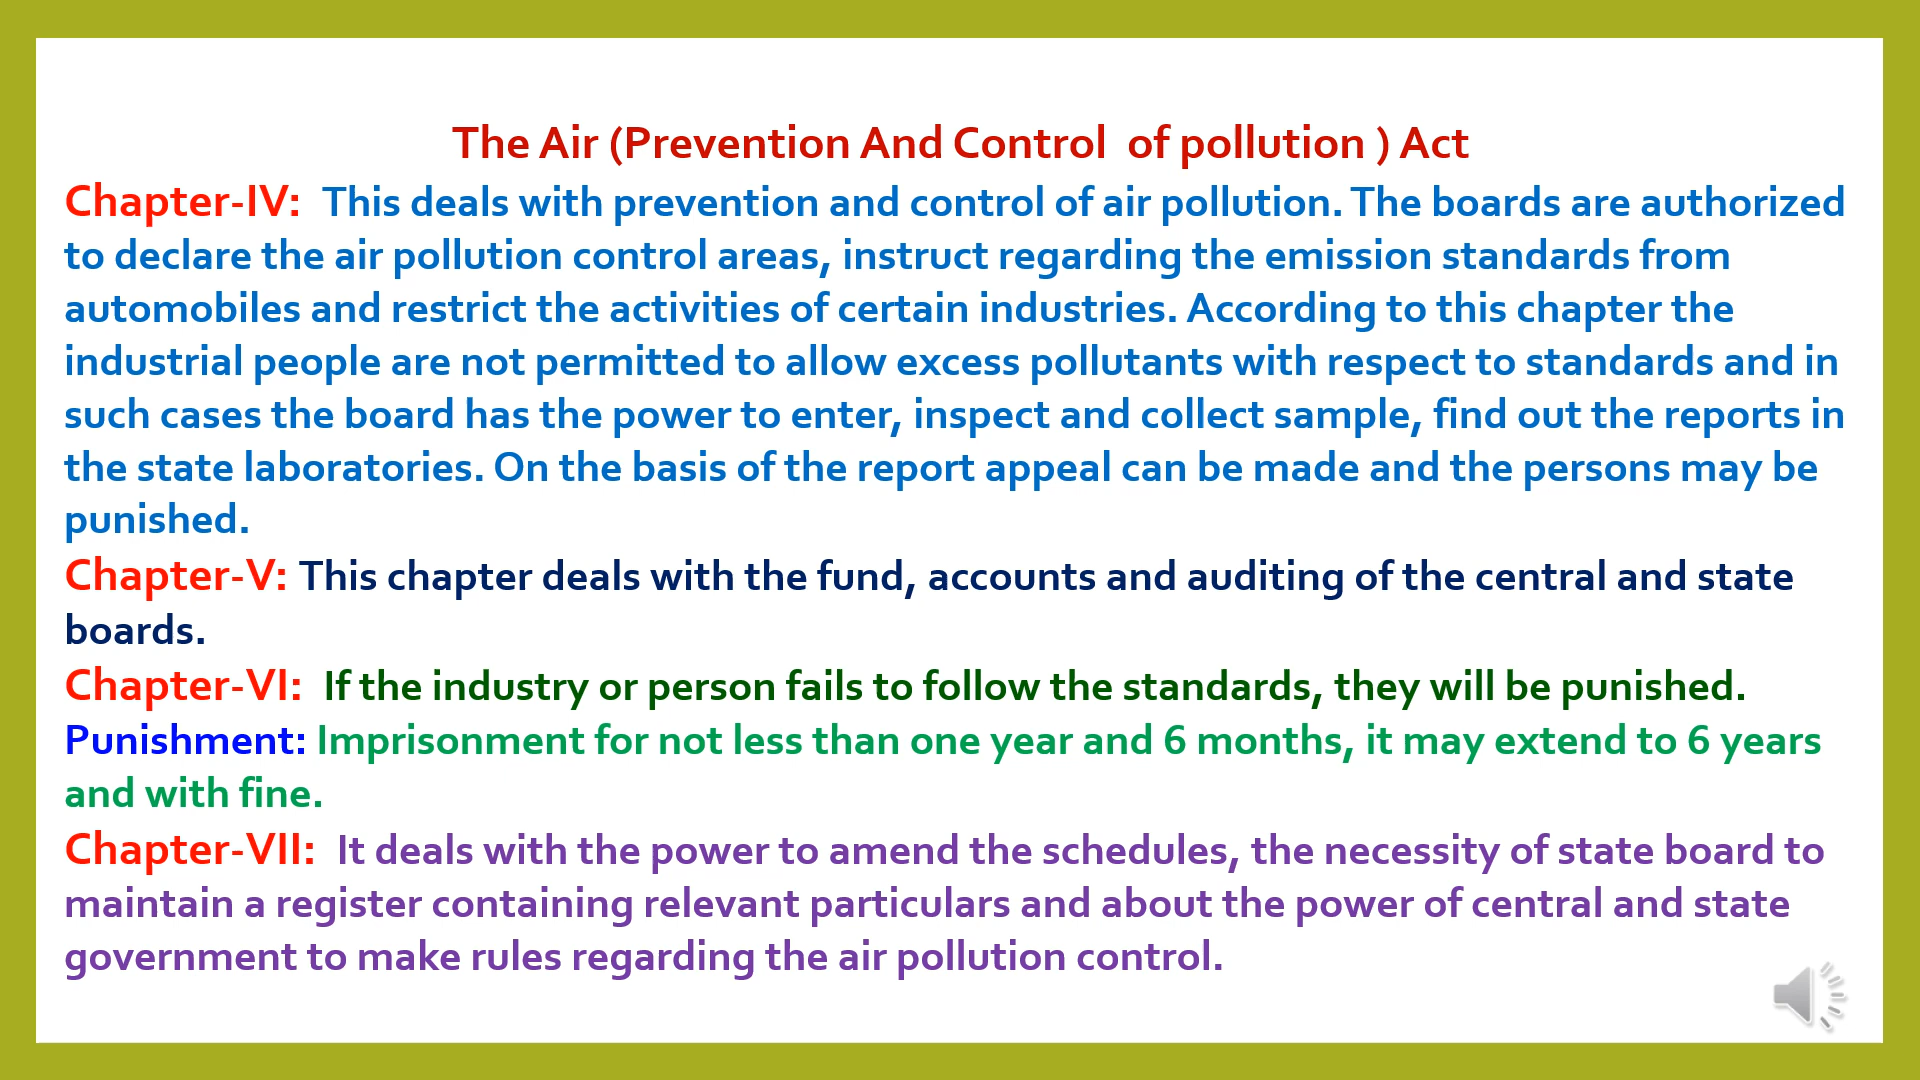 The Air (Prevention And Control  of pollution ) Act
Chapter-IV:  This deals with prevention and control of air pollution. The boards are authorized
to declare the air pollution control areas, instruct regarding the emission standards from
automobiles and restrict the activities of certain industries. According to this chapter the
industrial people are not permitted to allow excess pollutants with respect to standards and in
such cases the board has the power to enter, inspect and collect sample, find out the reports in
the state laboratories. On the basis of the report appeal can be made and the persons may be
punished.
Chapter-V: This chapter deals with the fund, accounts and auditing of the central and state
boards.
Chapter-VI:  If the industry or person fails to follow the standards, they will be punished.
Punishment: Imprisonment for not less than one year and 6 months, it may extend to 6 years
and with fine.
Chapter-VII:  It deals with the power to amend the schedules, the necessity of state board to
maintain a register containing relevant particulars and about the power of central and state
government to make rules regarding the air pollution control.